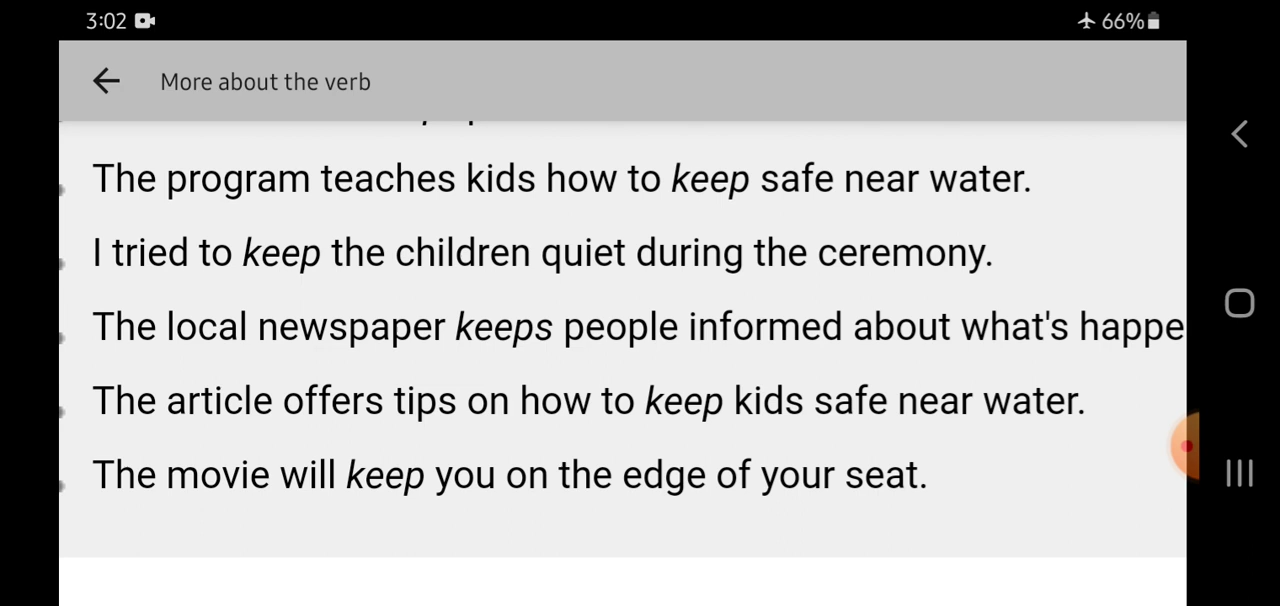 3:02 66%
More about the verb
The program teaches kids how to keep safe near water.
I tried to keep the children quiet during the ceremony.
The local newspaper keeps people informed about what's happe
The article offers tips on how to keep kids safe near water.
The movie will keep you on the edge of your seat.